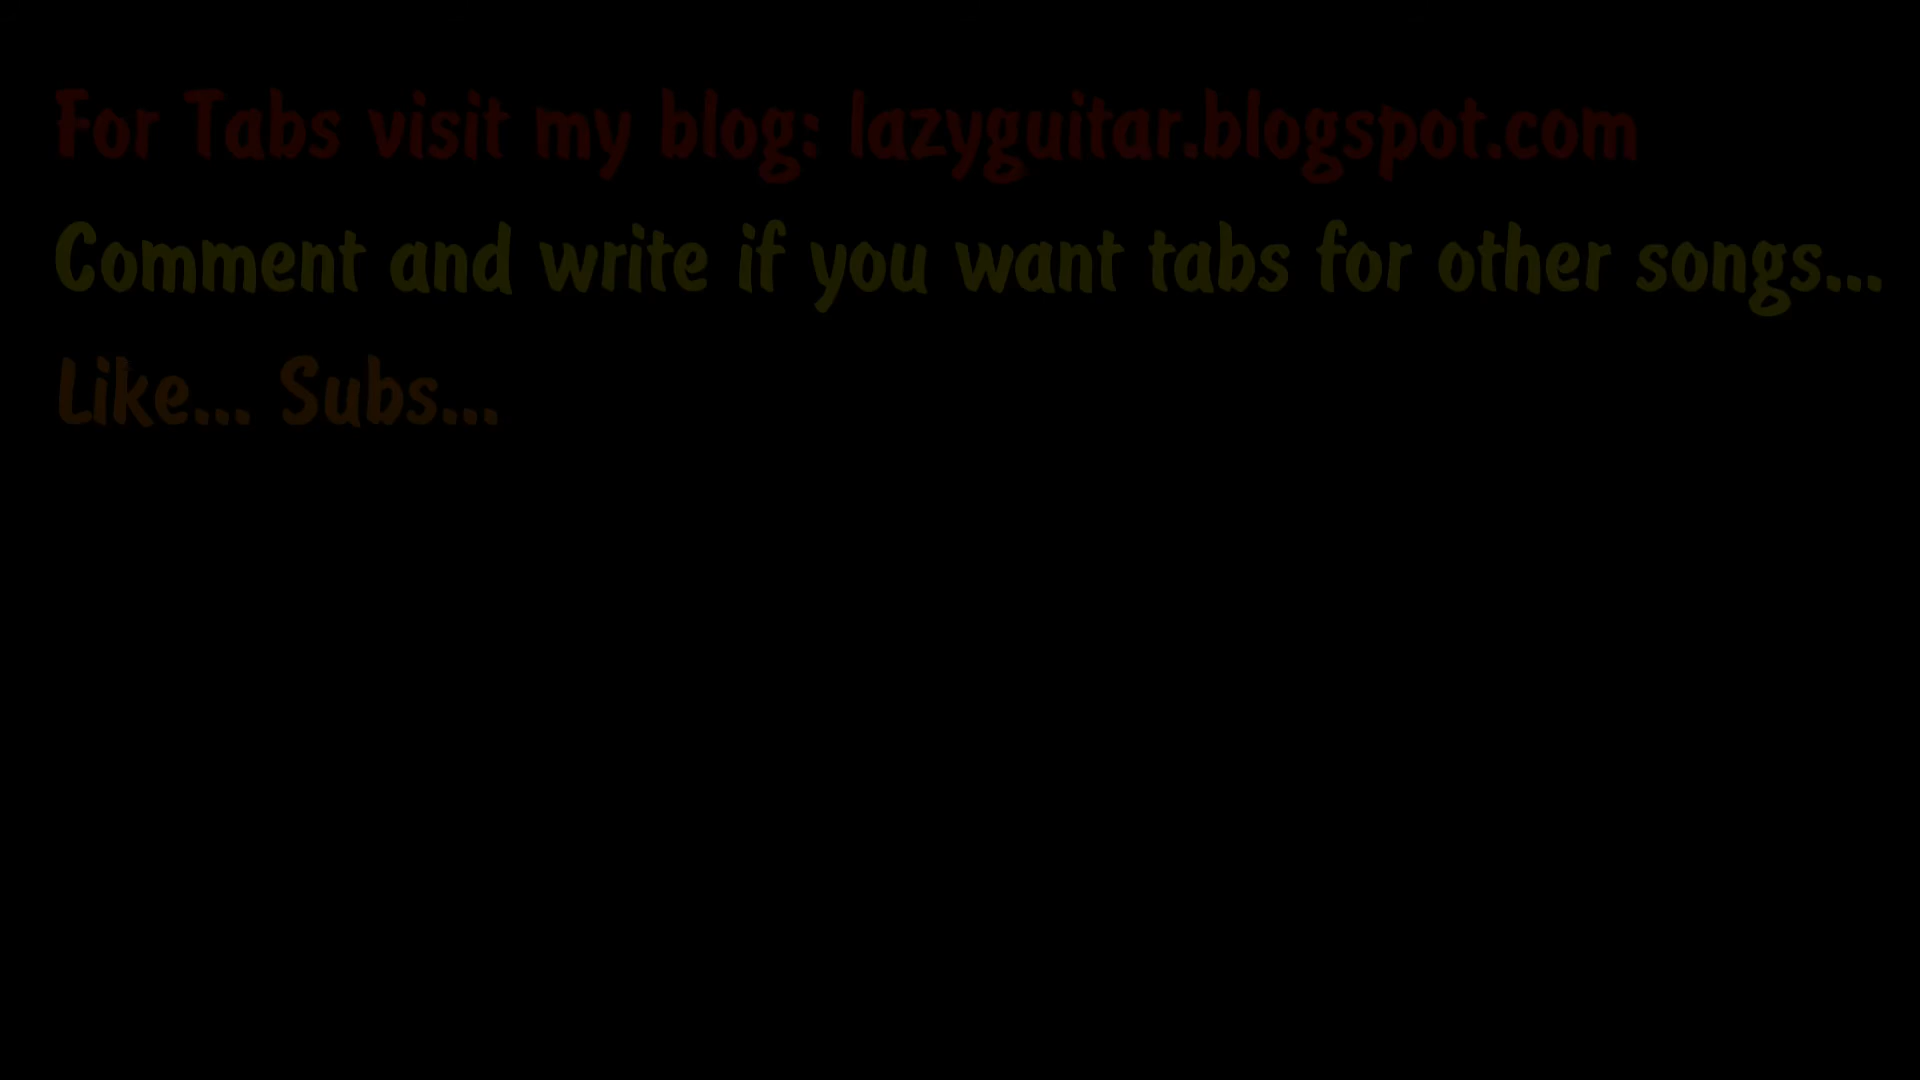 For Tabs visit my blog: lazyguitar.blogspot.com
Comment and write if you want tabs for other songs...
Like... Subs...